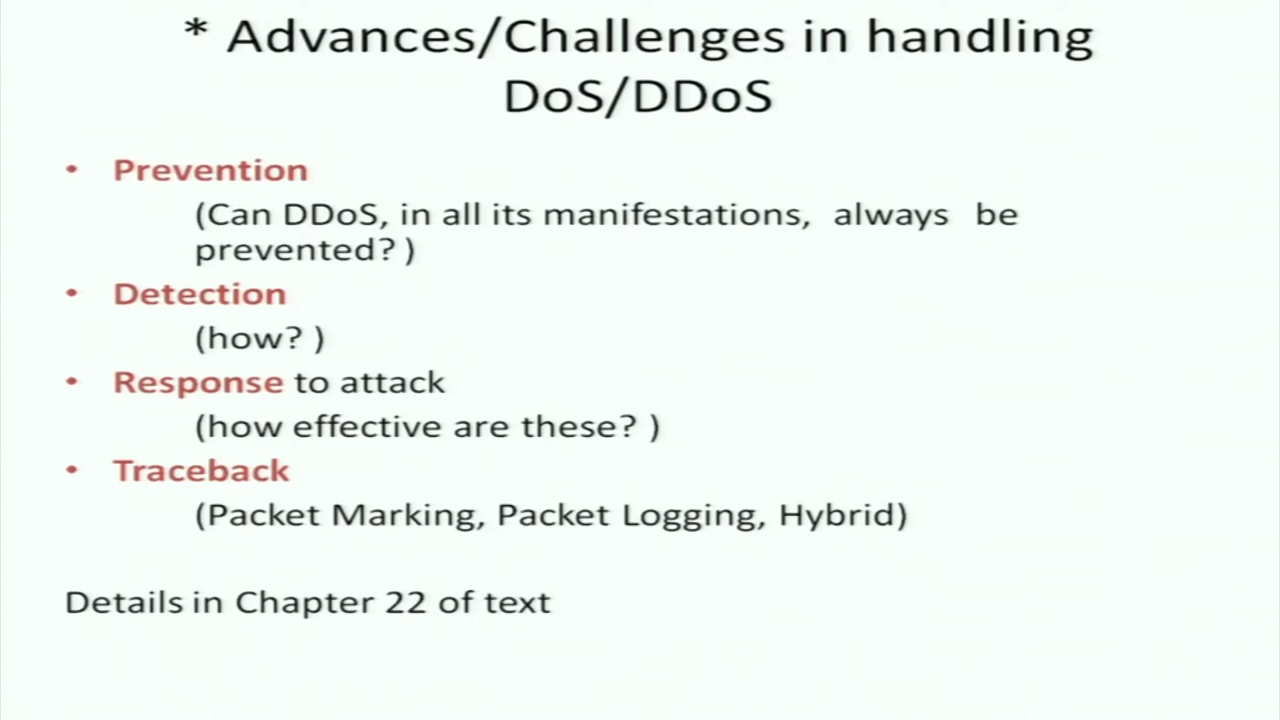 * Advances/Challenges in handling
DoS/DDoS
• Prevention
(Can DDoS, in all its manifestations, always be
prevented? )
• Detection
(how? )
• Response to attack
(how effective are these? )
• Traceback
(Packet Marking, Packet Logging, Hybrid)
Details in Chapter 22 of text